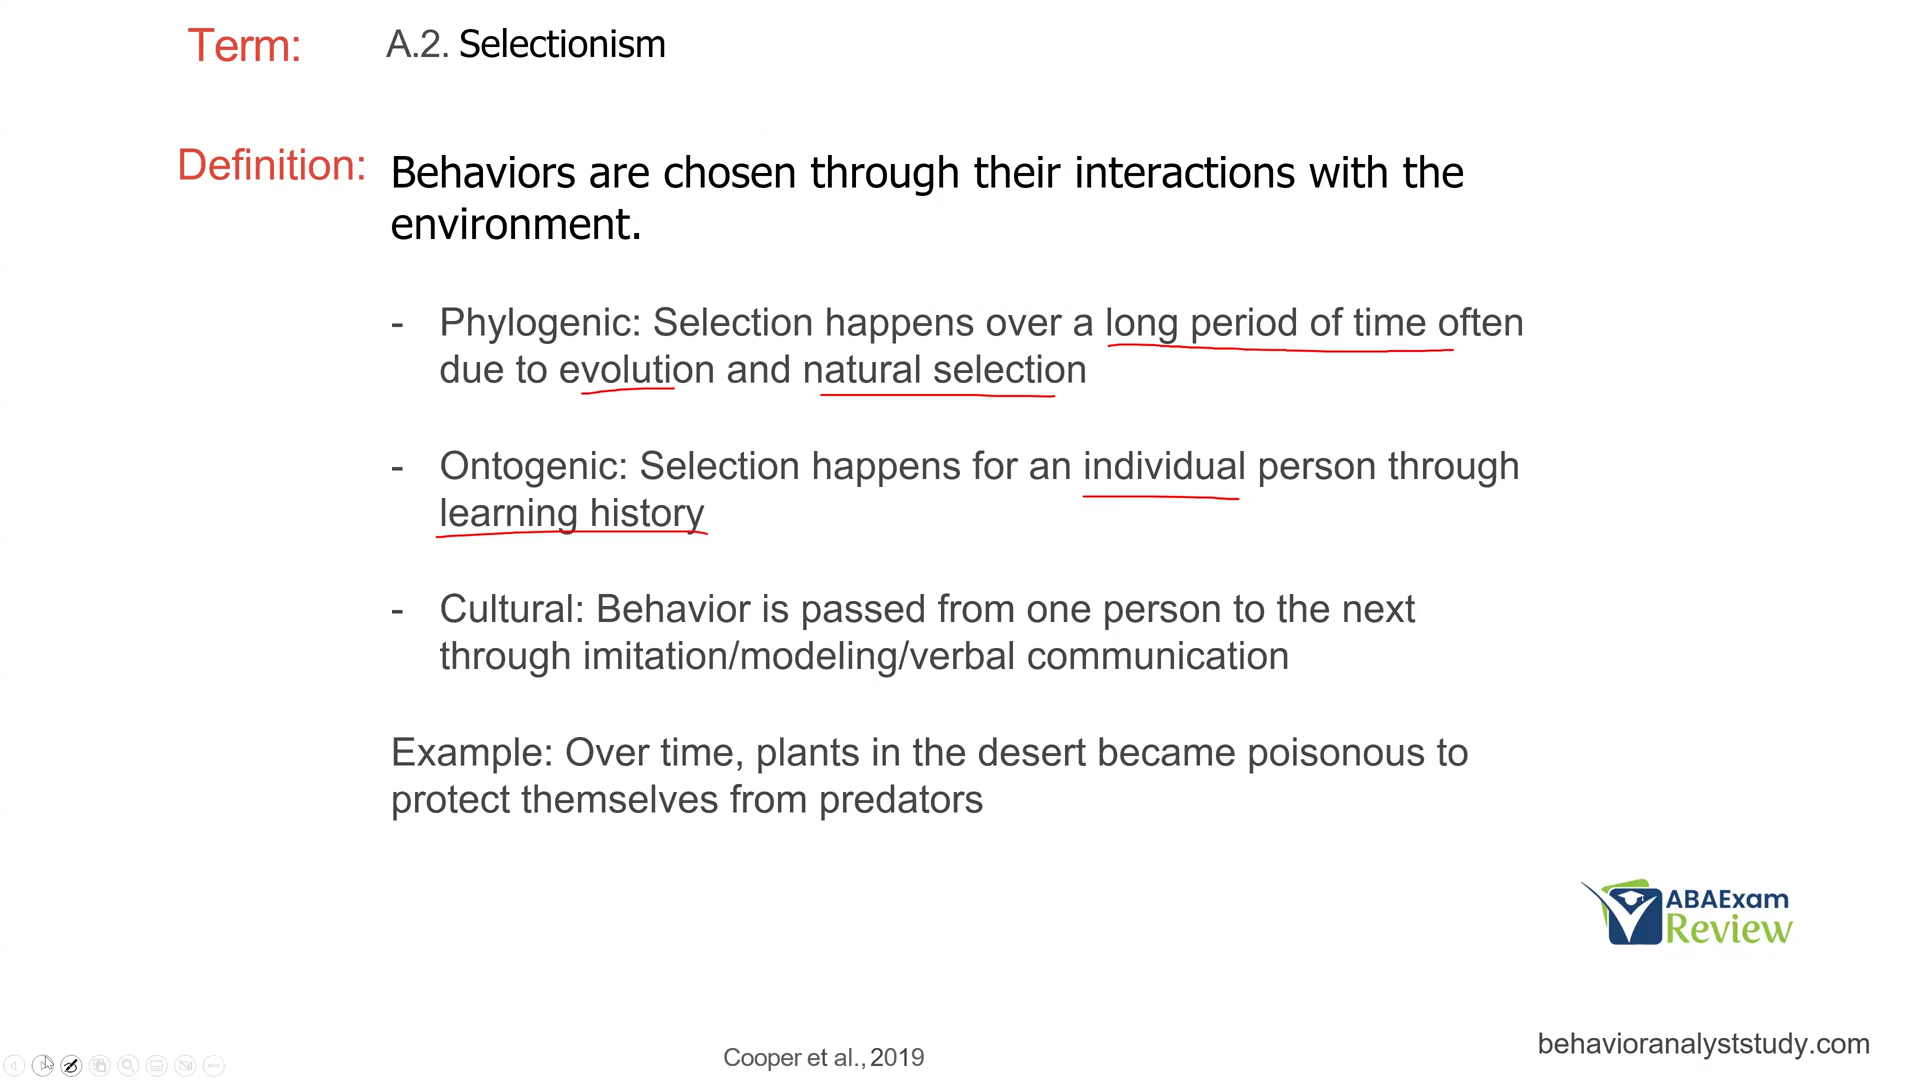 Term: A.2. Selectionism
Definition: Behaviors are chosen through their interactions with the
environment.
- Phylogenic: Selection happens over a long period of time often
due to evolution and natural selection
- Ontogenic: Selection happens for an individual person through
learning history
- Cultural: Behavior is passed from one person to the next
through imitation/modeling/verbal communication
Example: Over time, plants in the desert became poisonous to
protect themselves from predators
ABAExam
Review
Cooper et al., 2019
behavioranalyststudy.com